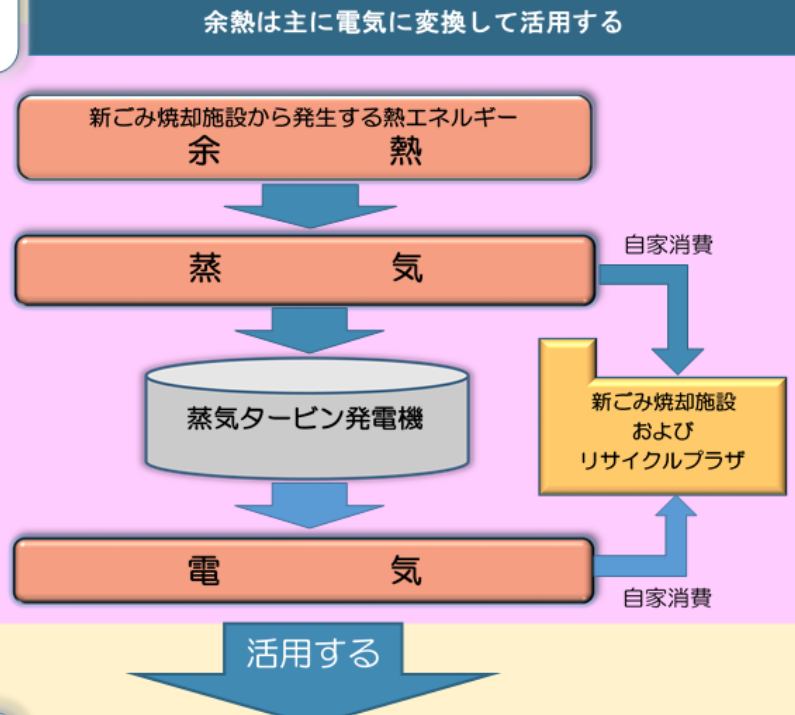 余熱は主に電気に変換して活用する
新ごみ焼却施設から発生する熱エネルギー
余 熱
蒸 気
自家消費
蒸気タービン発電機
新ごみ焼却施設
および
リサイクルプラザ
電 気
自家消費
活用する